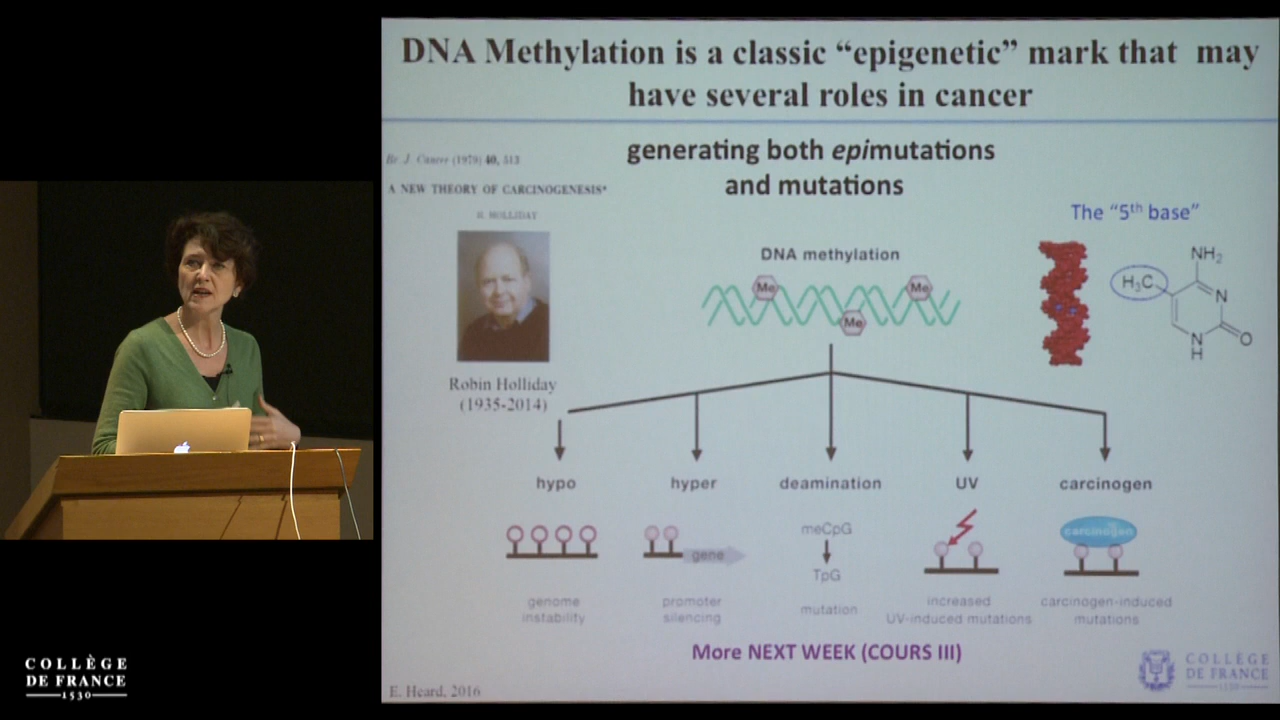 DNA Methylation is a classic “epigenetic” mark that may
have several roles in cancer
generating both epimutations
and mutations
Br. J. Cancer (1979) 40, 513
A NEW THEORY OF CARCINOGENESIS*
R. HOLLIDAY
Robin Holliday
(1935-2014)
The “5th base”
DNA methylation
Me
Me
Me
NH2
H3C
N
O
N
H
hypo
hyper
deamination
UV
carcinogen
gene
meCpG
TpG
carcinogen
genome
instability
promoter
silencing
mutation
increased
UV-induced mutations
carcinogen-induced
mutations
More NEXT WEEK (COURS III)
E. Heard, 2016
COLLÈGE
DE FRANCE
1530
COLLÈGE
DE FRANCE
1530